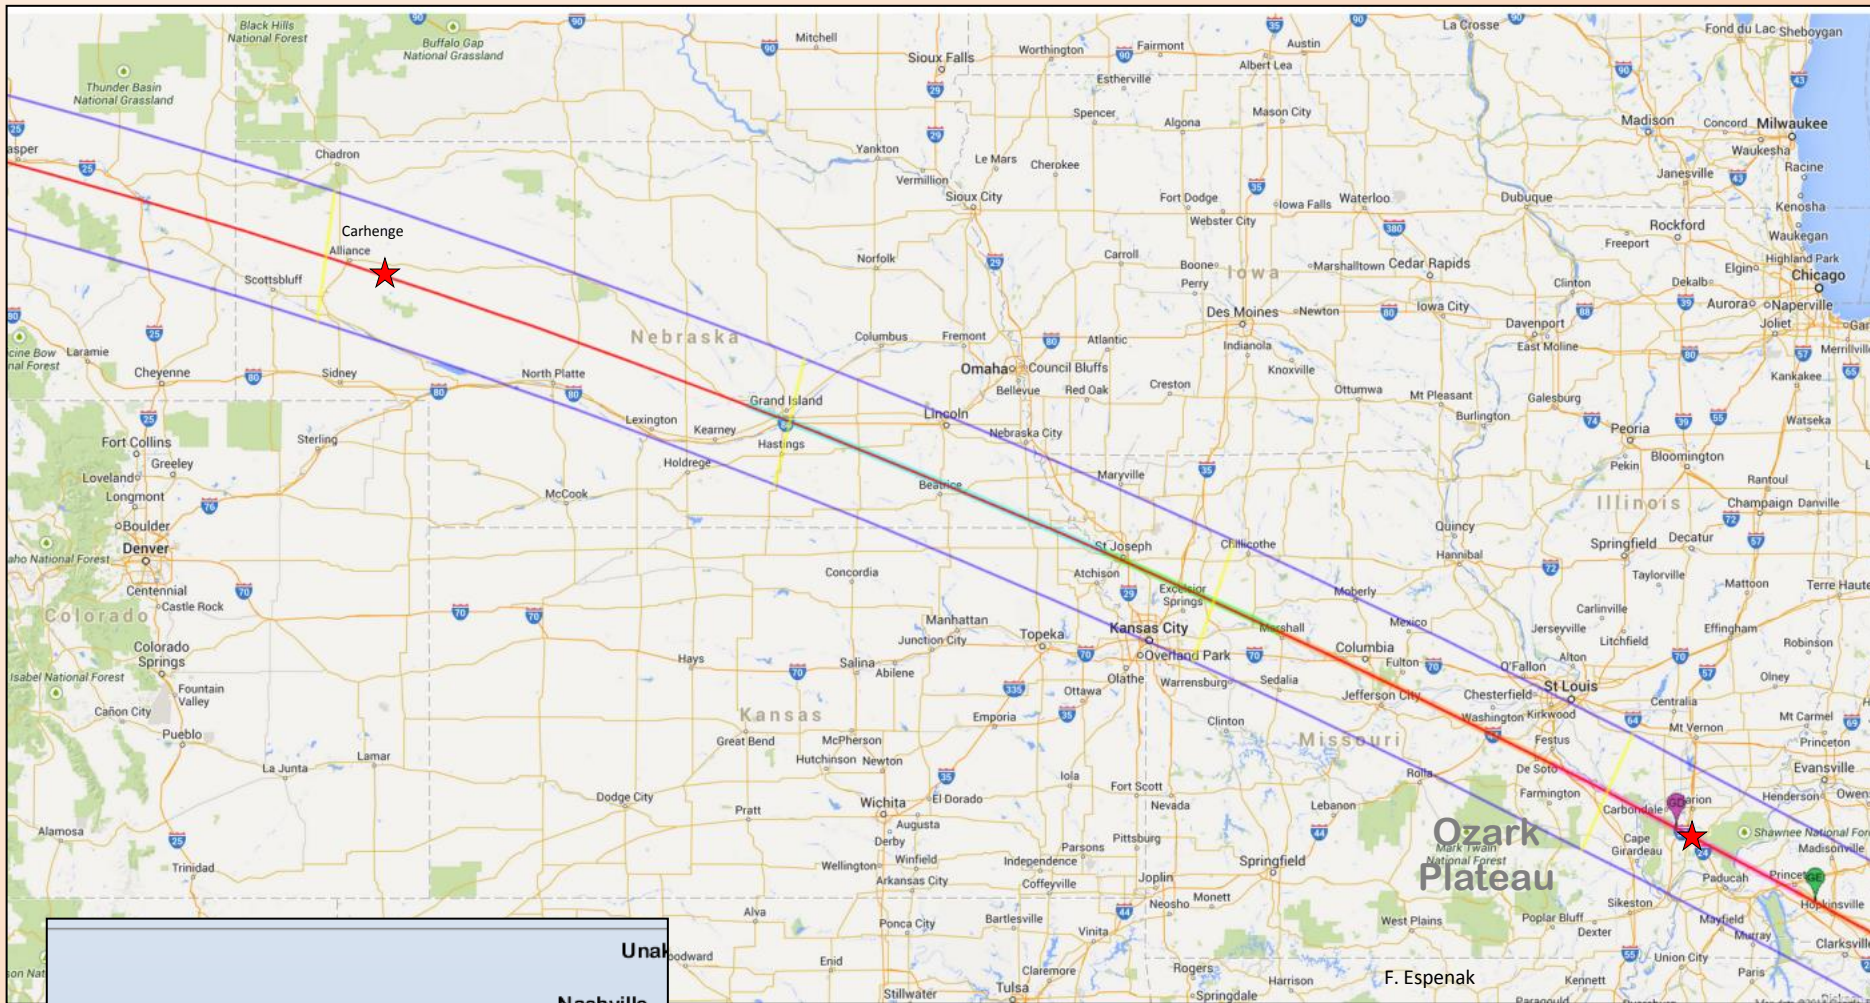 Black Hills
National Forest
Buffalo Gap
National Grassland
Mitchell
Sioux Falls
Worthington
Fairmont
Austin
Albert Lea
La Crosse
Fond du Lac
Sheboygan
Thunder Basin
National Grassland
Estherville
Spencer
Algona
Mason City
Madison
Concord
Milwaukee
Waukesha
asper
Chadron
Yankton
Vermillion
Le Mars
Cherokee
Sioux City
Fort Dodge
Webster City
Iowa Falls
Waterloo
Dubuque
Janesville
Racine
Kenosha
Rockford
Waukegan
Freeport
Highland Park
Carhenge
Alliance
Scottsbluff
Norfolk
Carroll
Boone
Perry
Iowa
Marshalltown
Cedar Rapids
Clinton
Elgin
Dekalb
Chicago
Aurora
Naperville
Joliet
Des Moines
Newton
Iowa City
Davenport
East Moline
Nebraska
Columbus
Fremont
Atlantic
Indianola
Knoxville
Merrillvill
Kankakee
cine Bow
nal Forest
Laramie
Cheyenne
Sidney
North Platte
Omaha
Council Bluffs
Bellevue
Red Oak
Creston
Ottumwa
Mt Pleasant
Galesburg
Burlington
Peoria
Pekin
Bloomington
Watseka
Grand Island
Lexington
Kearney
Hastings
Holdrege
Lincoln
Nebraska City
Fort Collins
Greeley
Loveland
Longmont
Sterling
Boulder
Denver
aho National Forest
Centennial
Castle Rock
McCook
Beatrice
Maryville
Rantoul
Champaign
Danville
Illinois
Quincy
Hannibal
Springfield
Decatur
Taylorville
Mattoon
Terre Haute
St Joseph
Chillicothe
Atchison
Excelsior
Springs
Moberly
Carlinville
Concordia
Colorado
Colorado
Springs
Isabel National Forest
Fountain
Valley
Cañon City
Pueblo
Manhattan
Junction City
Topeka
Kansas City
Overland Park
Olathe
Marshall
Mexico
Columbia
Fulton
Jerseyville
Litchfield
Effingham
Robinson
Hays
Salina
Abilene
Ottawa
Warrensburg
Sedalia
Jefferson City
O'Fallon
Alton
St Louis
Chesterfield
Kirkwood
Washington
Olney
Centralia
Mt Carmel
Mt Vernon
Princeton
Kansas
Emporia
Clinton
Missouri
Festus
De Soto
Evansville
Great Bend
McPherson
Hutchinson
Newton
La Junta
Lamar
Iola
Fort Scott
Nevada
Rolla
Farmington
Carbondale
Henderson
Owen
Dodge City
Pratt
Wichita
El Dorado
Augusta
Derby
Lebanon
Ozark
Plateau
Mark Twain
National Forest
Cape
Girardeau
Shawnee National For
Madisonville
Alamosa
Trinidad
Winfield
Wellington
Arkansas City
Parsons
Independence
Coffeyville
Pittsburg
Joplin
Springfield
Monett
Neosho
Paducah
Hopkinsville
Sikeston
Mayfield
Murray
Clarksvill
Alva
Ponca City
Bartlesville
Vinita
West Plains
Poplar Bluff
Dexter
Unak
oodward
Enid
Claremore
Rogers
Harrison
F. Espenak
Kennett
Union City
Paris
Nashville
Stillwater
Tulsa
Springdale
Paragould